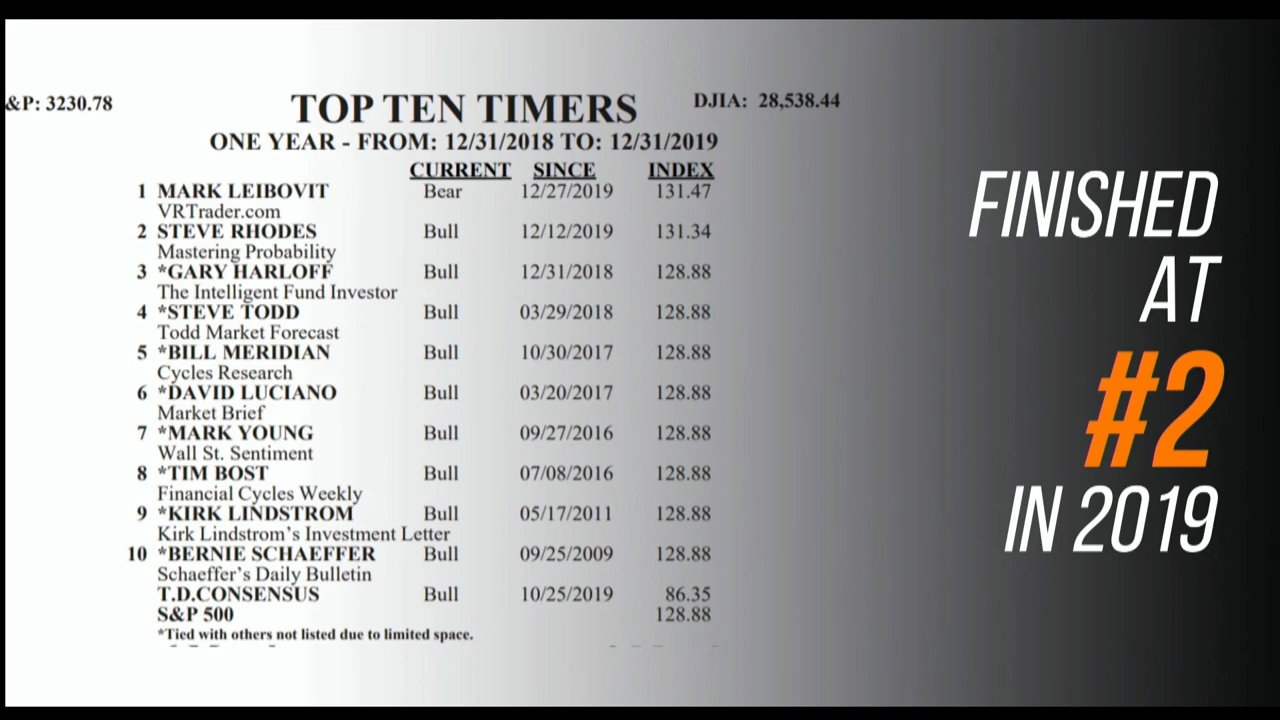 &P: 3230.78
TOP TEN TIMERS
DJIA: 28,538.44
ONE YEAR - FROM: 12/31/2018 TO: 12/31/2019
CURRENT SINCE INDEX
1 MARK LEIBOVIT Bear 12/27/2019 131.47
VRTrader.com
2 STEVE RHODES Bull 12/12/2019 131.34
Mastering Probability
3 *GARY HARLOFF Bull 12/31/2018 128.88
The Intelligent Fund Investor
4 *STEVE TODD Bull 03/29/2018 128.88
Todd Market Forecast
5 *BILL MERIDIAN Bull 10/30/2017 128.88
Cycles Research
6 *DAVID LUCIANO Bull 03/20/2017 128.88
Market Brief
7 *MARK YOUNG Bull 09/27/2016 128.88
Wall St. Sentiment
8 *TIM BOST Bull 07/08/2016 128.88
Financial Cycles Weekly
9 *KIRK LINDSTROM Bull 05/17/2011 128.88
Kirk Lindstrom's Investment Letter
10 *BERNIE SCHAEFFER Bull 09/25/2009 128.88
Schaeffer's Daily Bulletin
T.D.CONSENSUS Bull 10/25/2019 86.35
S&P 500 128.88
*Tied with others not listed due to limited space.
FINISHED
AT
#2
IN 2019